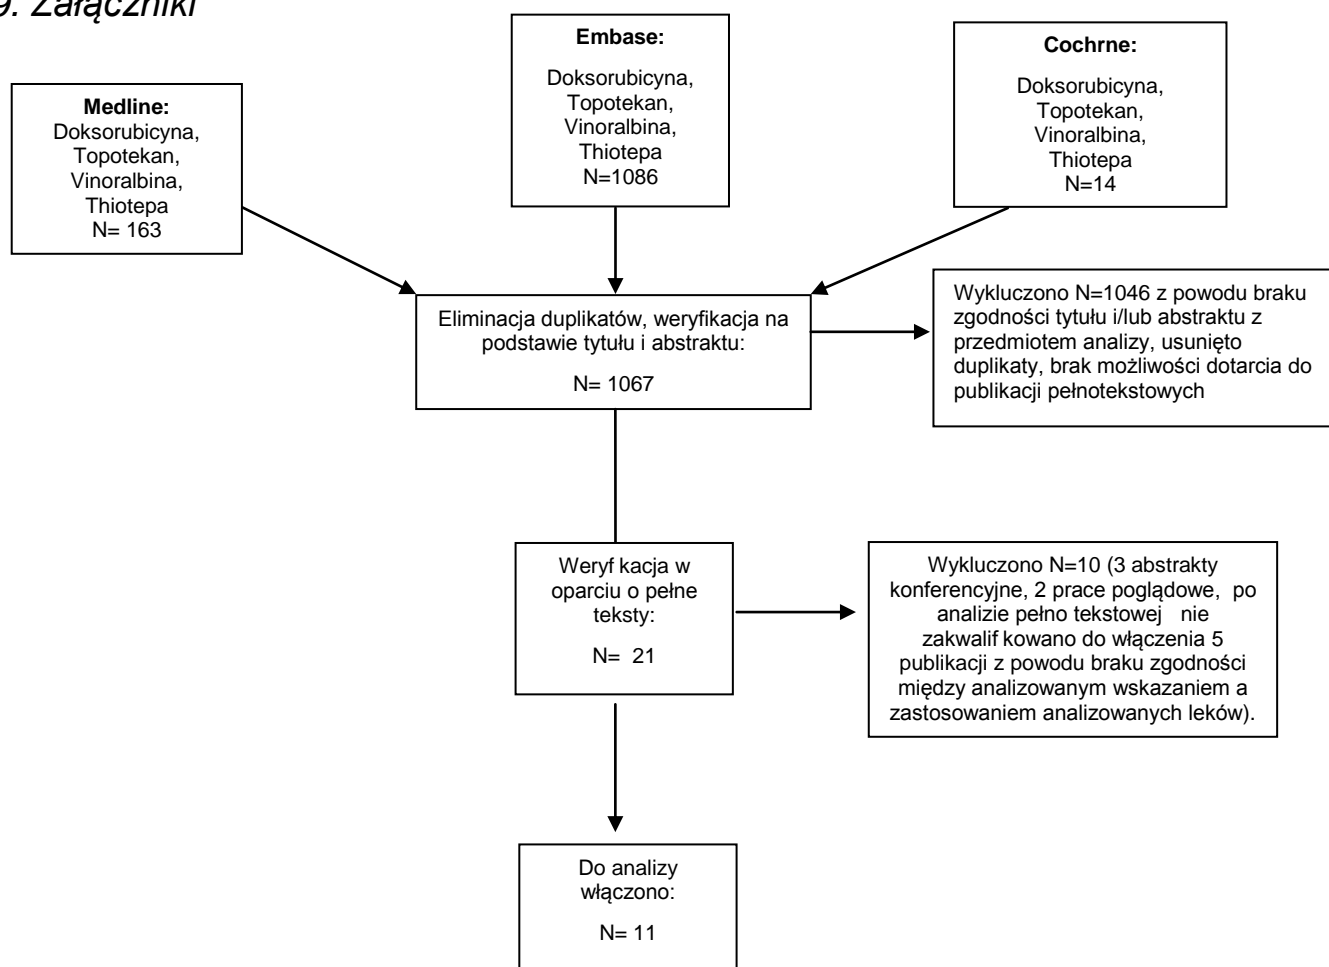 9. Załączniki
Medline:
Doksorubicyna,
Topotekan,
Vinoralbina,
Thiotepa
N= 163
Embase:
Doksorubicyna,
Topotekan,
Vinoralbina,
Thiotepa
N=1086
Cochrne:
Doksorubicyna,
Topotekan,
Vinoralbina,
Thiotepa
N=14
Eliminacja duplikatów, weryfikacja na
podstawie tytułu i abstraktu:
N= 1067
Wykluczono N=1046 z powodu braku
zgodności tytułu i/lub abstraktu z
przedmiotem analizy, usunięto
duplikaty, brak możliwości dotarcia do
publikacji pełnotekstowych
Weryf kacja w
oparciu o pełne
teksty:
N= 21
Wykluczono N=10 (3 abstrakty
konferencyjne, 2 prace poglądowe, po
analizie pełno tekstowej nie
zakwalif kowano do włączenia 5
publikacji z powodu braku zgodności
między analizowanym wskazaniem a
zastosowaniem analizowanych leków).
Do analizy
włączono:
N= 11